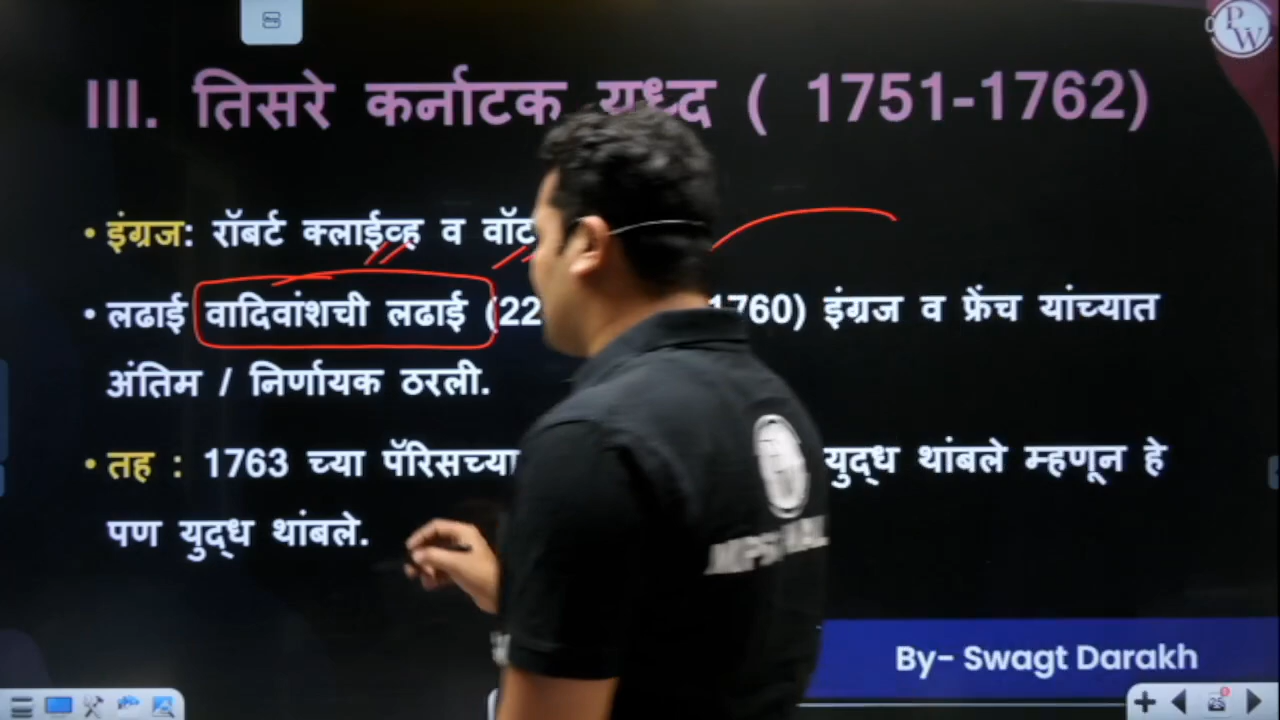 PW
III. तिसरे कर्नाटक युध्द ( 1751-1762)
• इंग्रज: रॉबर्ट क्लाईव्ह व
• लढाई वादिवांशची लढाई (22 1760) इंग्रज व फ्रेंच यांच्यात
अंतिम / निर्णायक ठरली.
• तह : 1763 च्या पॅरिसच्या युद्ध थांबले म्हणून हे
पण युद्ध थांबले.
By- Swagt Darakh